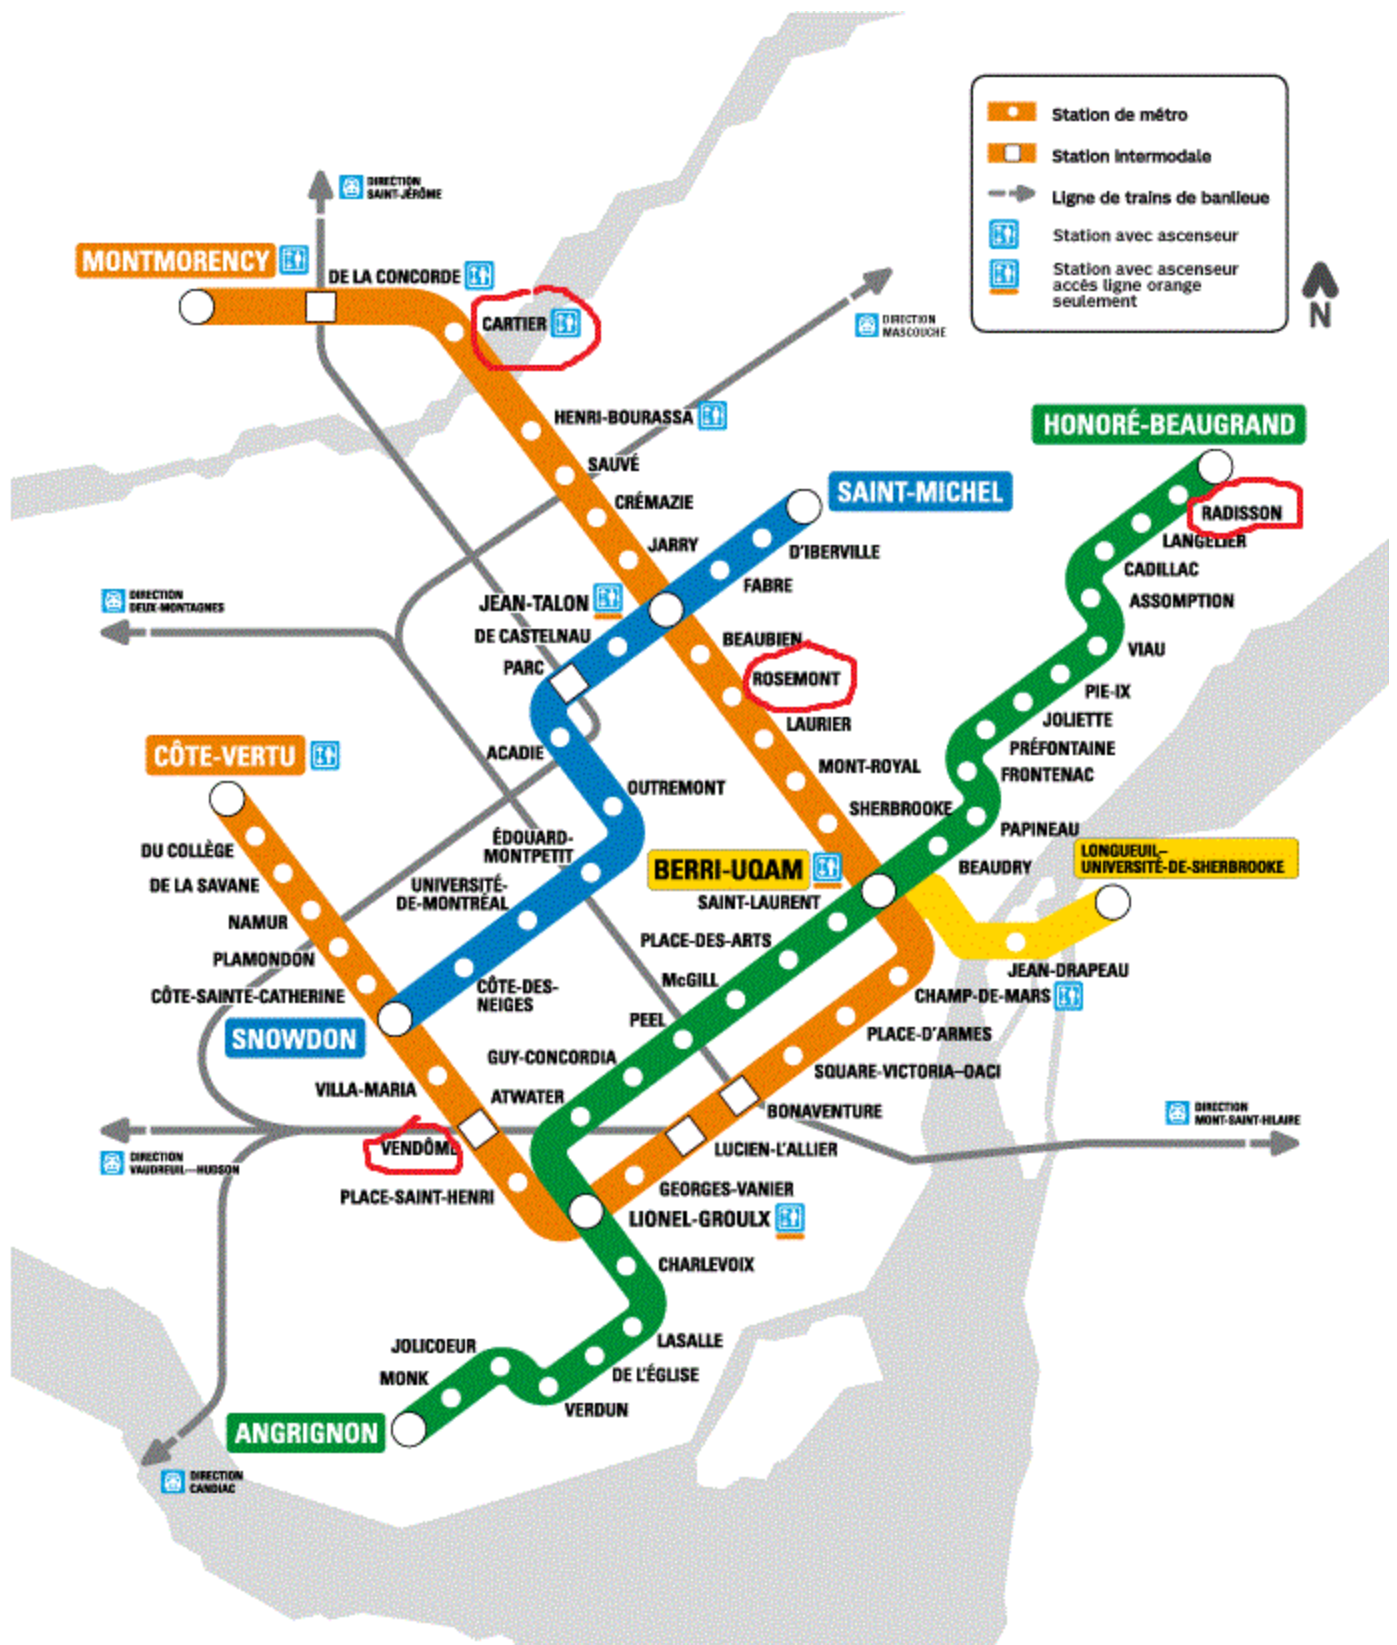 Station de métro
Station intermodale
Ligne de trains de banlieue
Station avec ascenseur
Station avec ascenseur
accès ligne orange
seulement
N
DIRECTION
SAINT-JÉRÔME
MONTMORENCY
DE LA CONCORDE
CARTIER
DIRECTION
MASCOUCHE
HENRI-BOURASSA
SAUVÉ
CRÉMAZIE
JARRY
HONORÉ-BEAUGRAND
SAINT-MICHEL
RADISSON
LANGELIER
CADILLAC
ASSOMPTION
VIAU
PIE-IX
JOLIETTE
PRÉFONTAINE
FRONTENAC
PAPINEAU
BEAUDRY
D'IBERVILLE
FABRE
JEAN-TALON
DE CASTELNAU
PARC
ACADIE
OUTREMONT
ÉDOUARD-
MONTPETIT
UNIVERSITÉ-
DE-MONTRÉAL
CÔTE-DES-
NEIGES
DIRECTION
DEUX-MONTAGNES
BEAUBIEN
ROSEMONT
LAURIER
MONT-ROYAL
SHERBROOKE
BERRI-UQAM
LONGUEUIL–
UNIVERSITÉ-DE-SHERBROOKE
JEAN-DRAPEAU
CÔTE-VERTU
DU COLLÈGE
DE LA SAVANE
NAMUR
PLAMONDON
CÔTE-SAINTE-CATHERINE
SNOWDON
VILLA-MARIA
VENDÔME
PLACE-SAINT-HENRI
SAINT-LAURENT
PLACE-DES-ARTS
McGILL
PEEL
GUY-CONCORDIA
ATWATER
CHAMP-DE-MARS
PLACE-D'ARMES
SQUARE-VICTORIA–OACI
BONAVENTURE
LUCIEN-L'ALLIER
GEORGES-VANIER
LIONEL-GROULX
DIRECTION
MONT-SAINT-HILAIRE
DIRECTION
VAUDREUIL—HUDSON
CHARLEVOIX
LASALLE
DE L'ÉGLISE
VERDUN
JOLICOEUR
MONK
ANGRIGNON
DIRECTION
CANDIAC